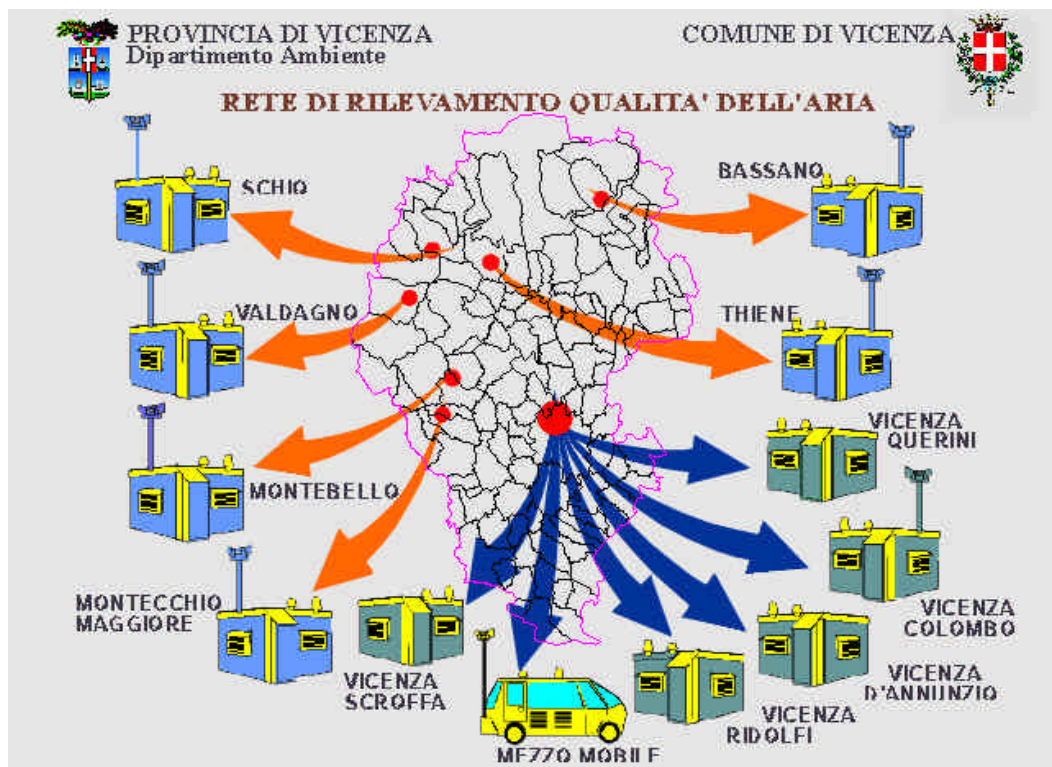 PROVINCIA DI VICENZA
Dipartimento Ambiente
COMUNE DI VICENZA
RETE DI RILEVAMENTO QUALITA' DELL'ARIA
SCHIO
BASSANO
VALDAGNO
THIENE
VICENZA
QUERINI
MONTEBELLO
MONTECCHIO
MAGGIORE
VICENZA
COLOMBO
VICENZA
SCROFFA
VICENZA
D'ANNUNZIO
VICENZA
RIDOLFI
MEZZO MOBILE